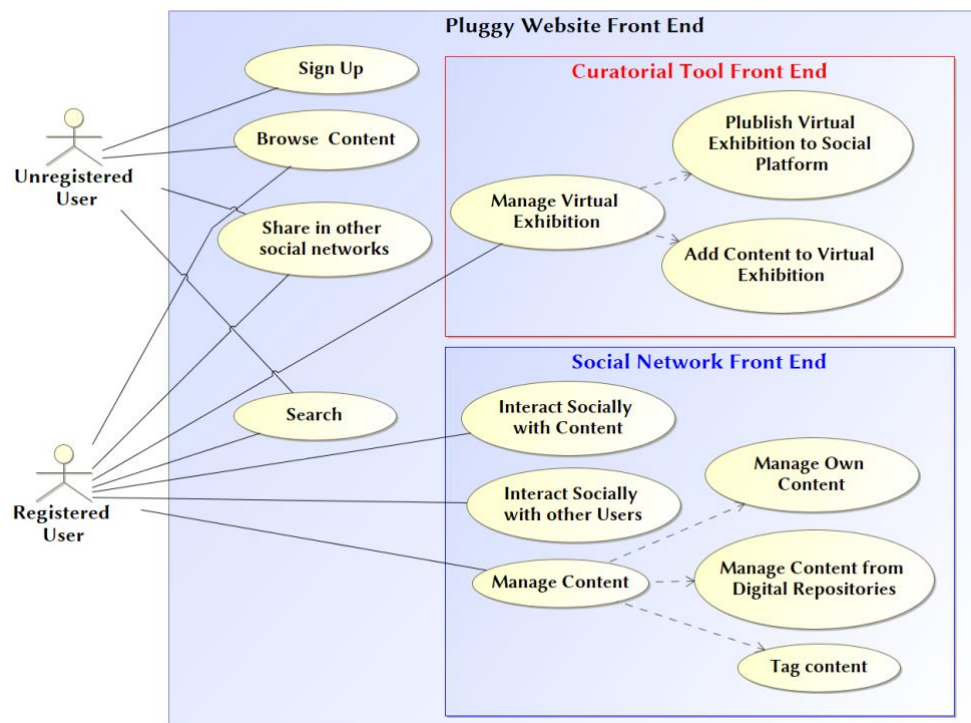 Pluggy Website Front End
Sign Up
Browse Content
Share in other
social networks
Search
Unregistered
User
Registered
User
Curatorial Tool Front End
Manage Virtual
Exhibition
Plublish Virtual
Exhibition to Social
Platform
Add Content to Virtual
Exhibition
Social Network Front End
Interact Socially
with Content
Interact Socially
with other Users
Manage Content
Manage Own
Content
Manage Content from
Digital Repositories
Tag content